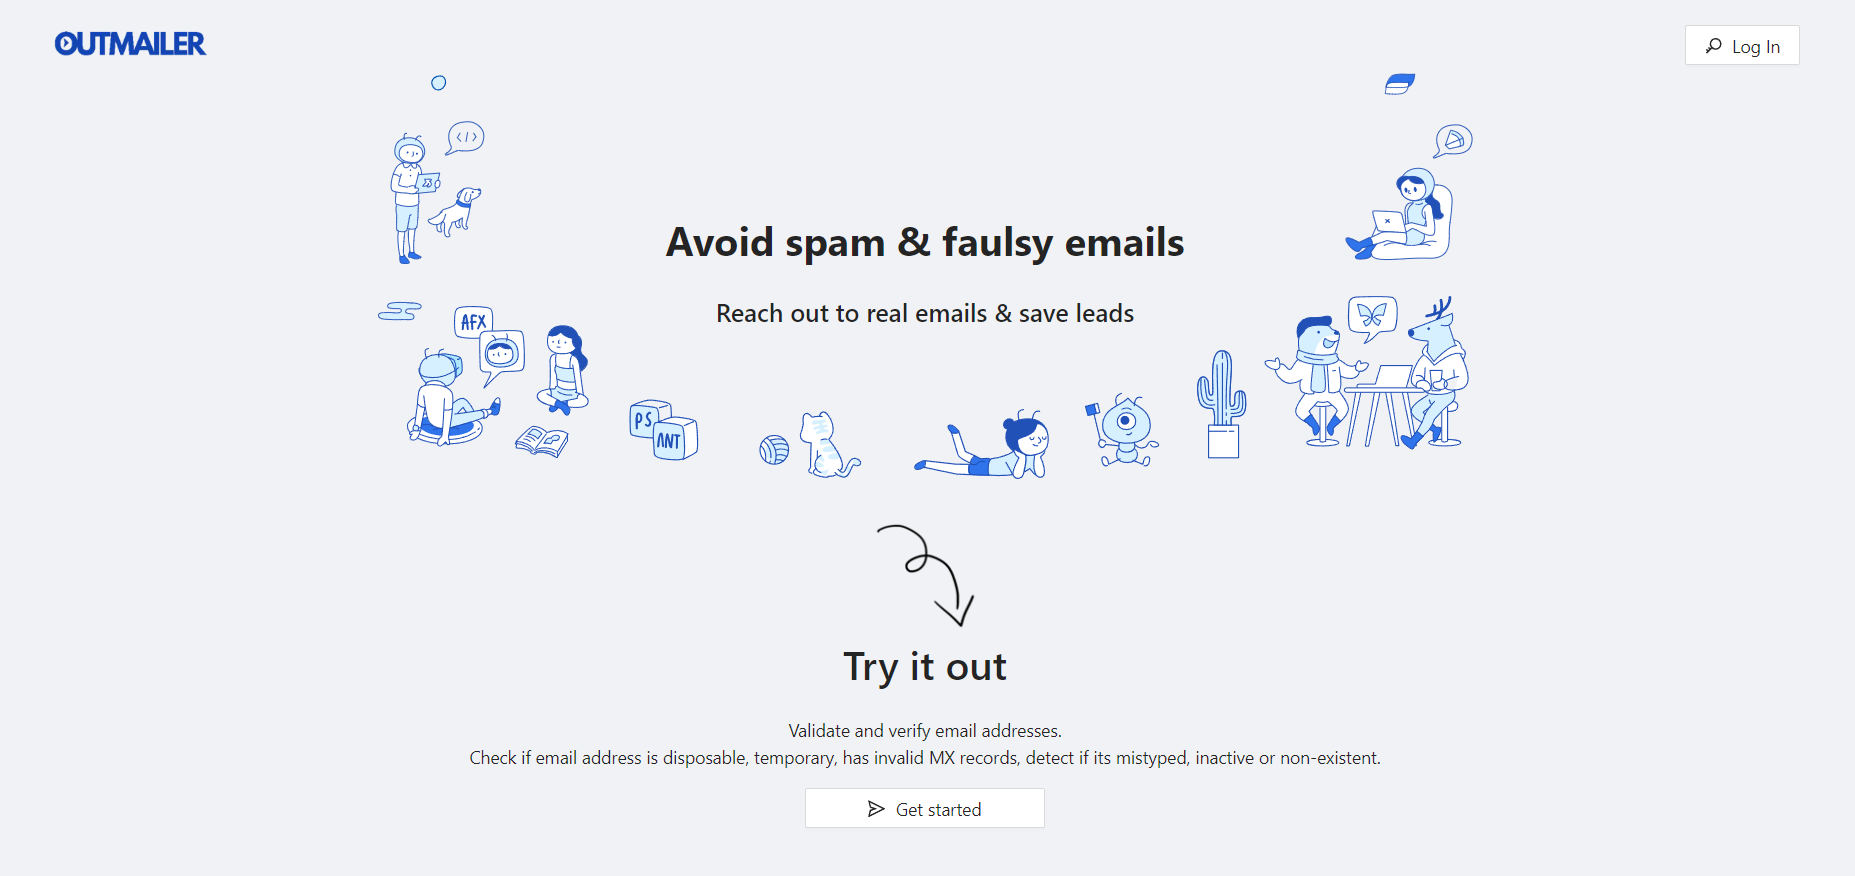 OUTMAILER
Log In
</>
Avoid spam & faulsy emails
Reach out to real emails & save leads
AFX
PS
ANT
Try it out
Validate and verify email addresses.
Check if email address is disposable, temporary, has invalid MX records, detect if its mistyped, inactive or non-existent.
Get started